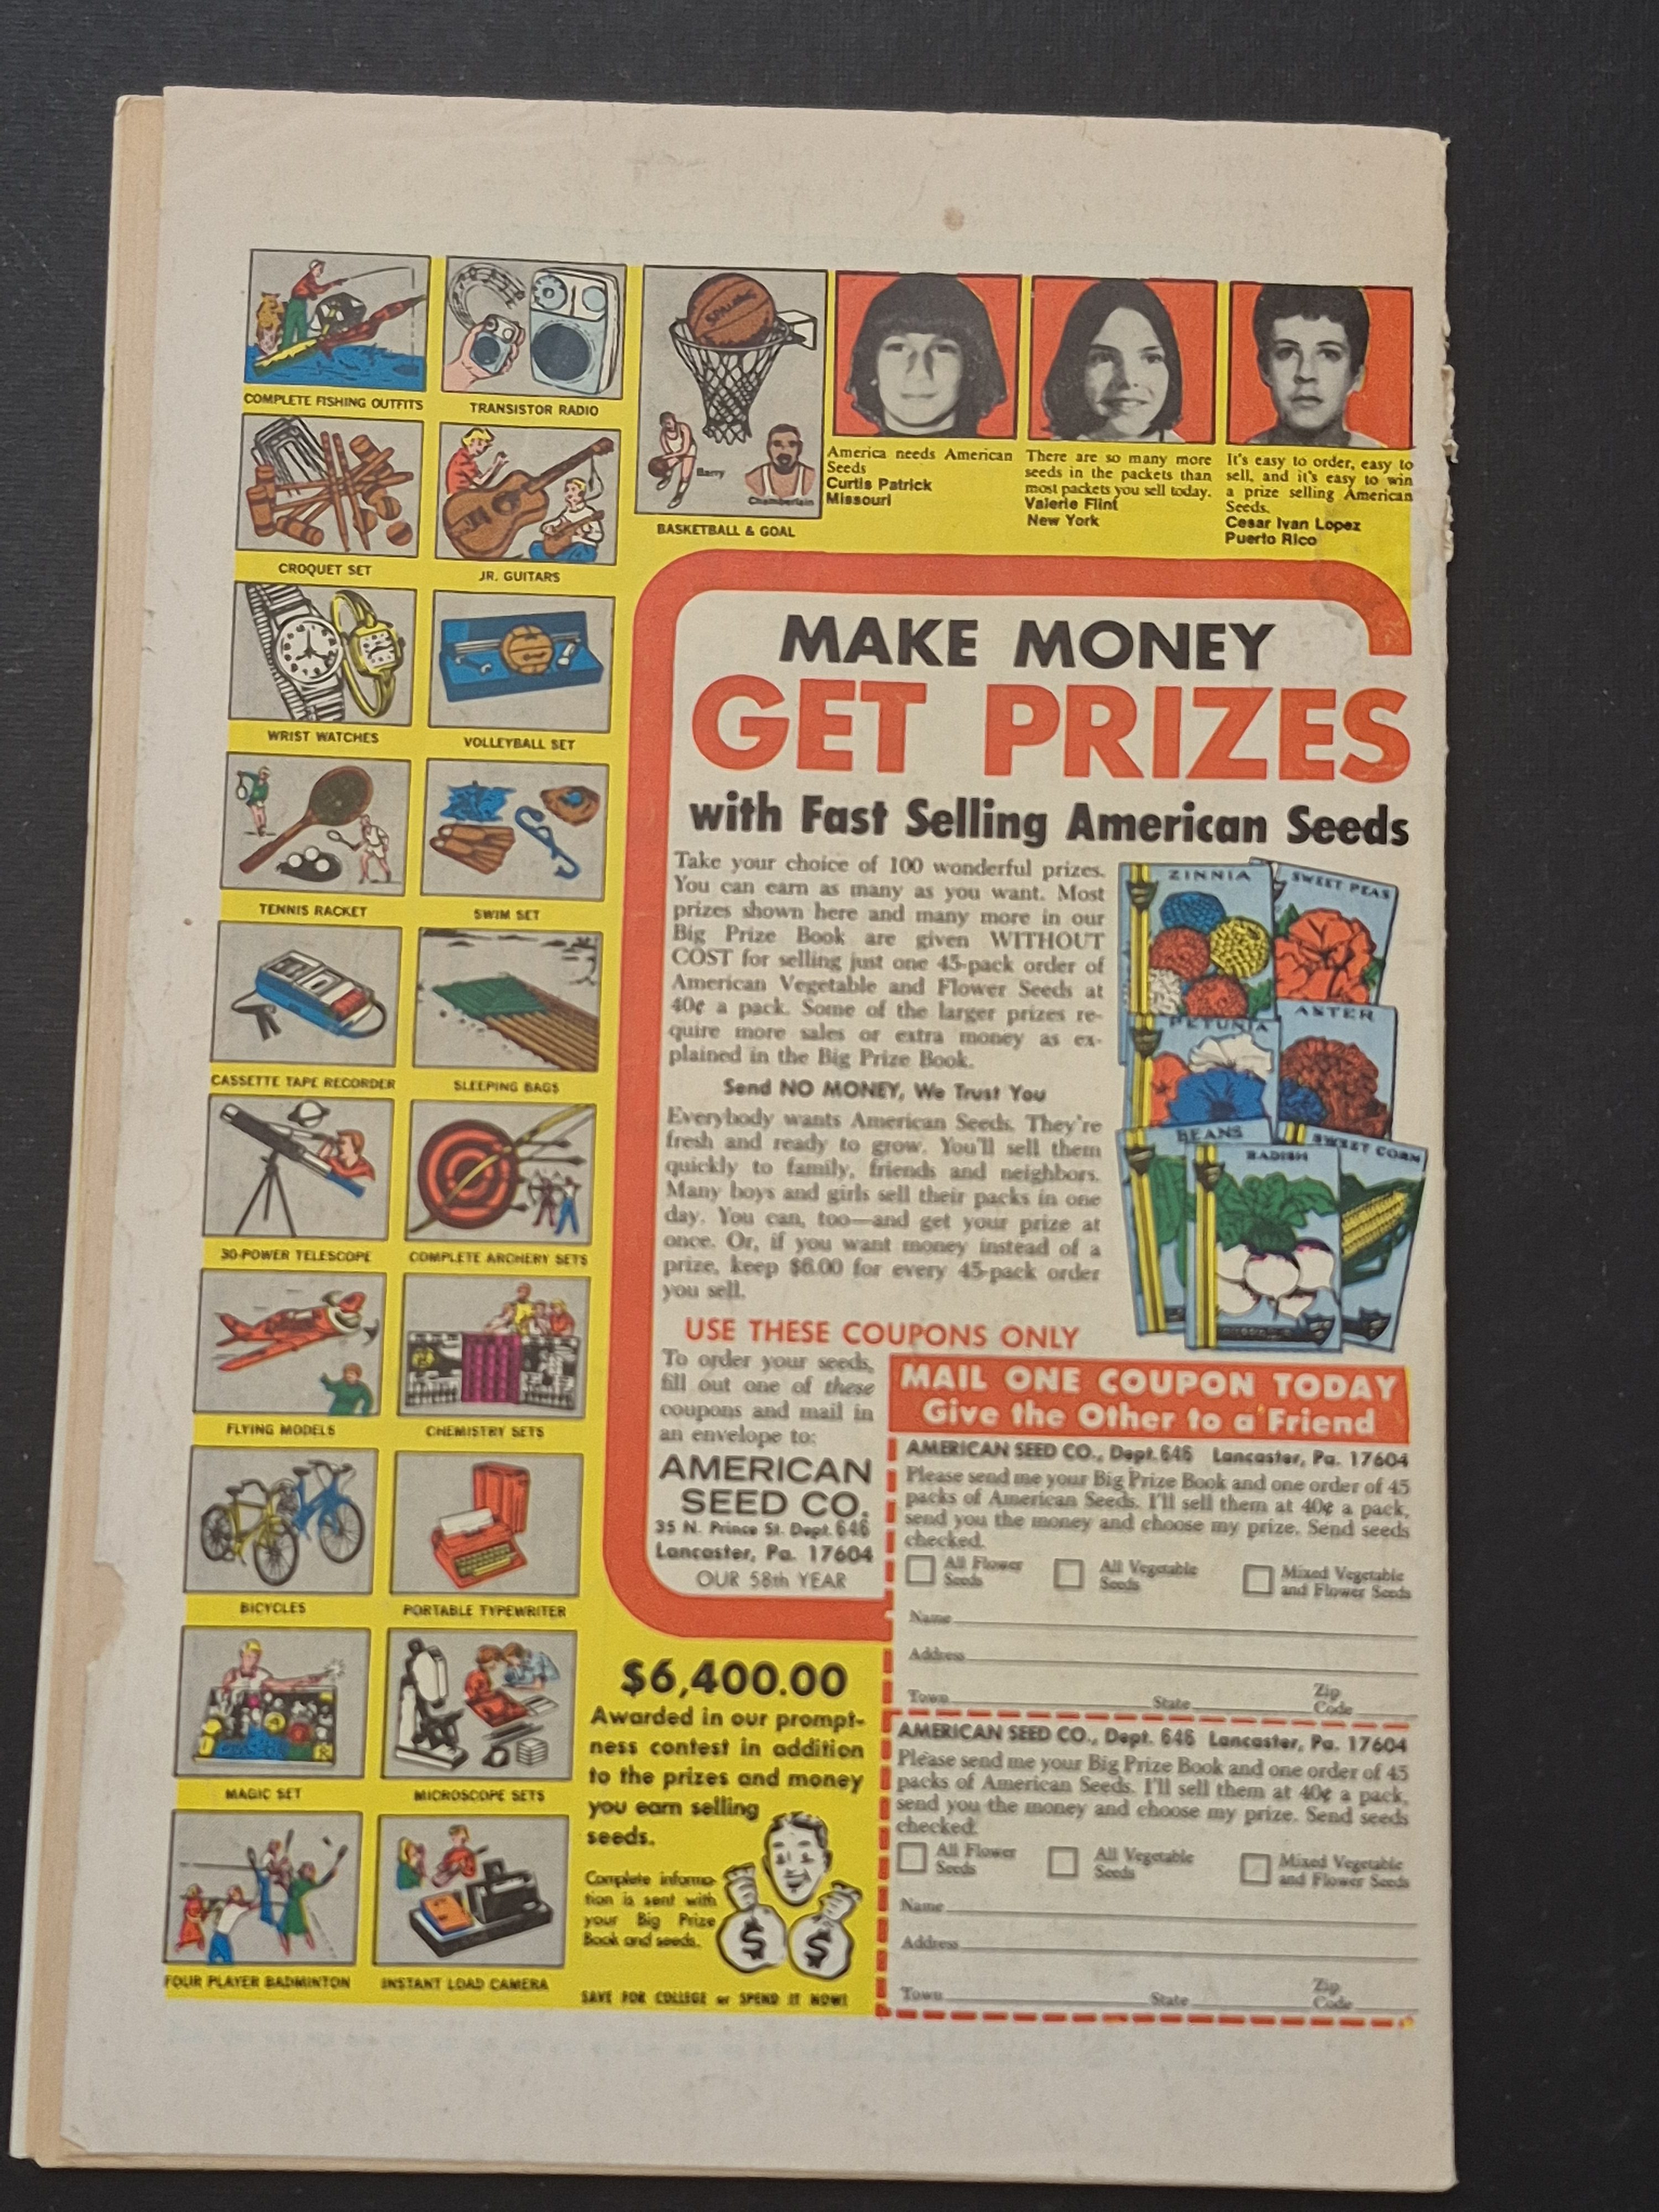 COMPLETE FISHING OUTFITS
TRANSISTOR RADIO
SPALDING
Barry
Chamberlain
BASKETBALL & GOAL
CROQUET SET
JR. GUITARS
WRIST WATCHES
VOLLEYBALL SET
TENNIS RACKET
SWIM SET
CASSETTE TAPE RECORDER
SLEEPING BAGS
30-POWER TELESCOPE
COMPLETE ARCHERY SETS
FLYING MODELS
CHEMISTRY SETS
BICYCLES
PORTABLE TYPEWRITER
MAGIC SET
MICROSCOPE SETS
FOUR PLAYER BADMINTON
INSTANT LOAD CAMERA
America needs American
Seeds
Curtis Patrick
Missouri
There are so many more
seeds in the packets than
most packets you sell today.
Valerie Flint
New York
It's easy to order, easy to
sell, and it's easy to win
a prize selling American
Seeds.
Cesar Ivan Lopez
Puerto Rico
MAKE MONEY
GET PRIZES
with Fast Selling American Seeds
Take your choice of 100 wonderful prizes.
You can earn as many as you want. Most
prizes shown here and many more in our
Big Prize Book are given WITHOUT
COST for selling just one 45-pack order of
American Vegetable and Flower Seeds at
40¢ a pack. Some of the larger prizes re-
quire more sales or extra money as ex-
plained in the Big Prize Book.
Send NO MONEY, We Trust You
Everybody wants American Seeds. They're
fresh and ready to grow. You'll sell them
quickly to family, friends and neighbors.
Many boys and girls sell their packs in one
day. You can, too—and get your prize at
once. Or, if you want money instead of a
prize, keep $6.00 for every 45-pack order
you sell.
ZINNIA
SWEET PEAS
PETUNIA
ASTER
BEANS
RADISH
SWEET CORN
USE THESE COUPONS ONLY
To order your seeds,
fill out one of these
coupons and mail in
an envelope to:
AMERICAN
SEED CO.
35 N. Prince St. Dept. 646
Lancaster, Pa. 17604
OUR 58th YEAR
MAIL ONE COUPON TODAY
Give the Other to a Friend
AMERICAN SEED CO., Dept. 646 Lancaster, Pa. 17604
Please send me your Big Prize Book and one order of 45
packs of American Seeds. I'll sell them at 40¢ a pack,
send you the money and choose my prize. Send seeds
checked.
All Flower
Seeds
All Vegetable
Seeds
Mixed Vegetable
and Flower Seeds
Name
Address
Town State Zip
Code
AMERICAN SEED CO., Dept. 646 Lancaster, Pa. 17604
Please send me your Big Prize Book and one order of 45
packs of American Seeds. I'll sell them at 40¢ a pack,
send you the money and choose my prize. Send seeds
checked:
All Flower
Seeds
All Vegetable
Seeds
Mixed Vegetable
and Flower Seeds
Name
Address
Town State Zip
Code
$6,400.00
Awarded in our prompt-
ness contest in addition
to the prizes and money
you earn selling
seeds.
Complete informa-
tion is sent with
your Big Prize
Book and seeds.
$ $
SAVE FOR COLLEGE or SPEND IT NOW!